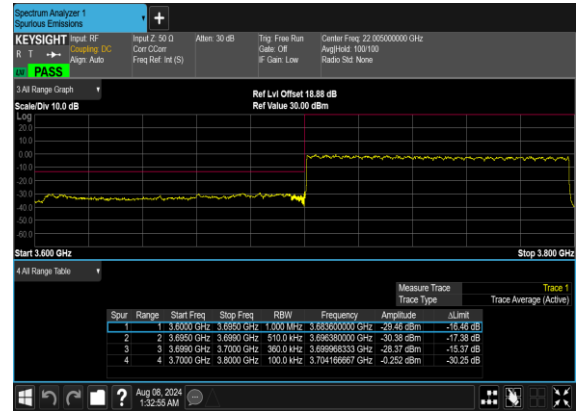 Spectrum Analyzer 1
Spurious Emissions
KEYSIGHT Input: RF Input Z: 50 Ω Atten: 30 dB Trig: Free Run Center Freq: 22.005000000 GHz
R T Coupling: DC Corr CCorr Gate: Off Avg|Hold: 100/100
Align: Auto Freq Ref: Int (S) IF Gain: Low Radio Std: None
LXI PASS
3 All Range Graph
Ref Lvl Offset 18.88 dB
Scale/Div 10.0 dB Ref Value 30.00 dBm
Log
20.0
10.0
0.00
-10.0
-20.0
-30.0
-40.0
-50.0
-60.0
Start 3.600 GHz Stop 3.800 GHz
4 All Range Table
Measure Trace Trace 1
Trace Type Trace Average (Active)
Spur Range Start Freq Stop Freq RBW Frequency Amplitude ΔLimit
1 1 3.6000 GHz 3.6950 GHz 1.000 MHz 3.683600000 GHz -29.46 dBm -16.46 dB
2 2 3.6950 GHz 3.6990 GHz 510.0 kHz 3.696380000 GHz -30.38 dBm -17.38 dB
3 3 3.6990 GHz 3.7000 GHz 360.0 kHz 3.699968333 GHz -28.37 dBm -15.37 dB
4 4 3.7000 GHz 3.8000 GHz 100.0 kHz 3.704166667 GHz -0.252 dBm -30.25 dB
Aug 08, 2024
1:32:55 AM